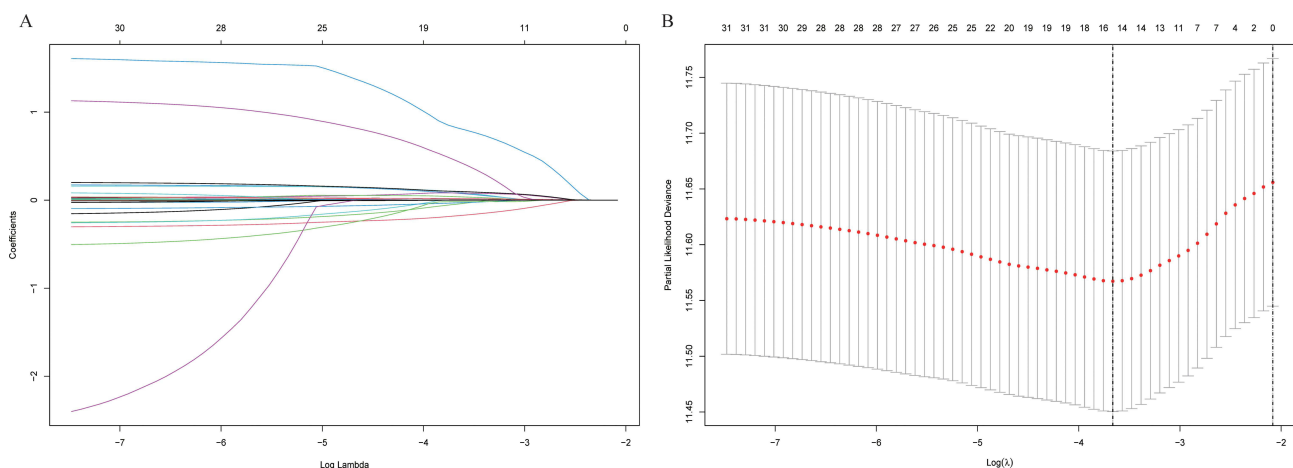 A
30 28 25 19 11 0
1
0
−1
−2
Coefficients
−7 −6 −5 −4 −3 −2
Log Lambda
B
31 31 31 30 29 28 28 28 28 27 27 26 25 22 20 19 19 19 18 16 14 14 13 11 7 7 4 2 0
11.75
11.70
11.65
11.60
11.55
11.50
11.45
Partial Likelihood Deviance
−7 −6 −5 −4 −3 −2
Log(λ)